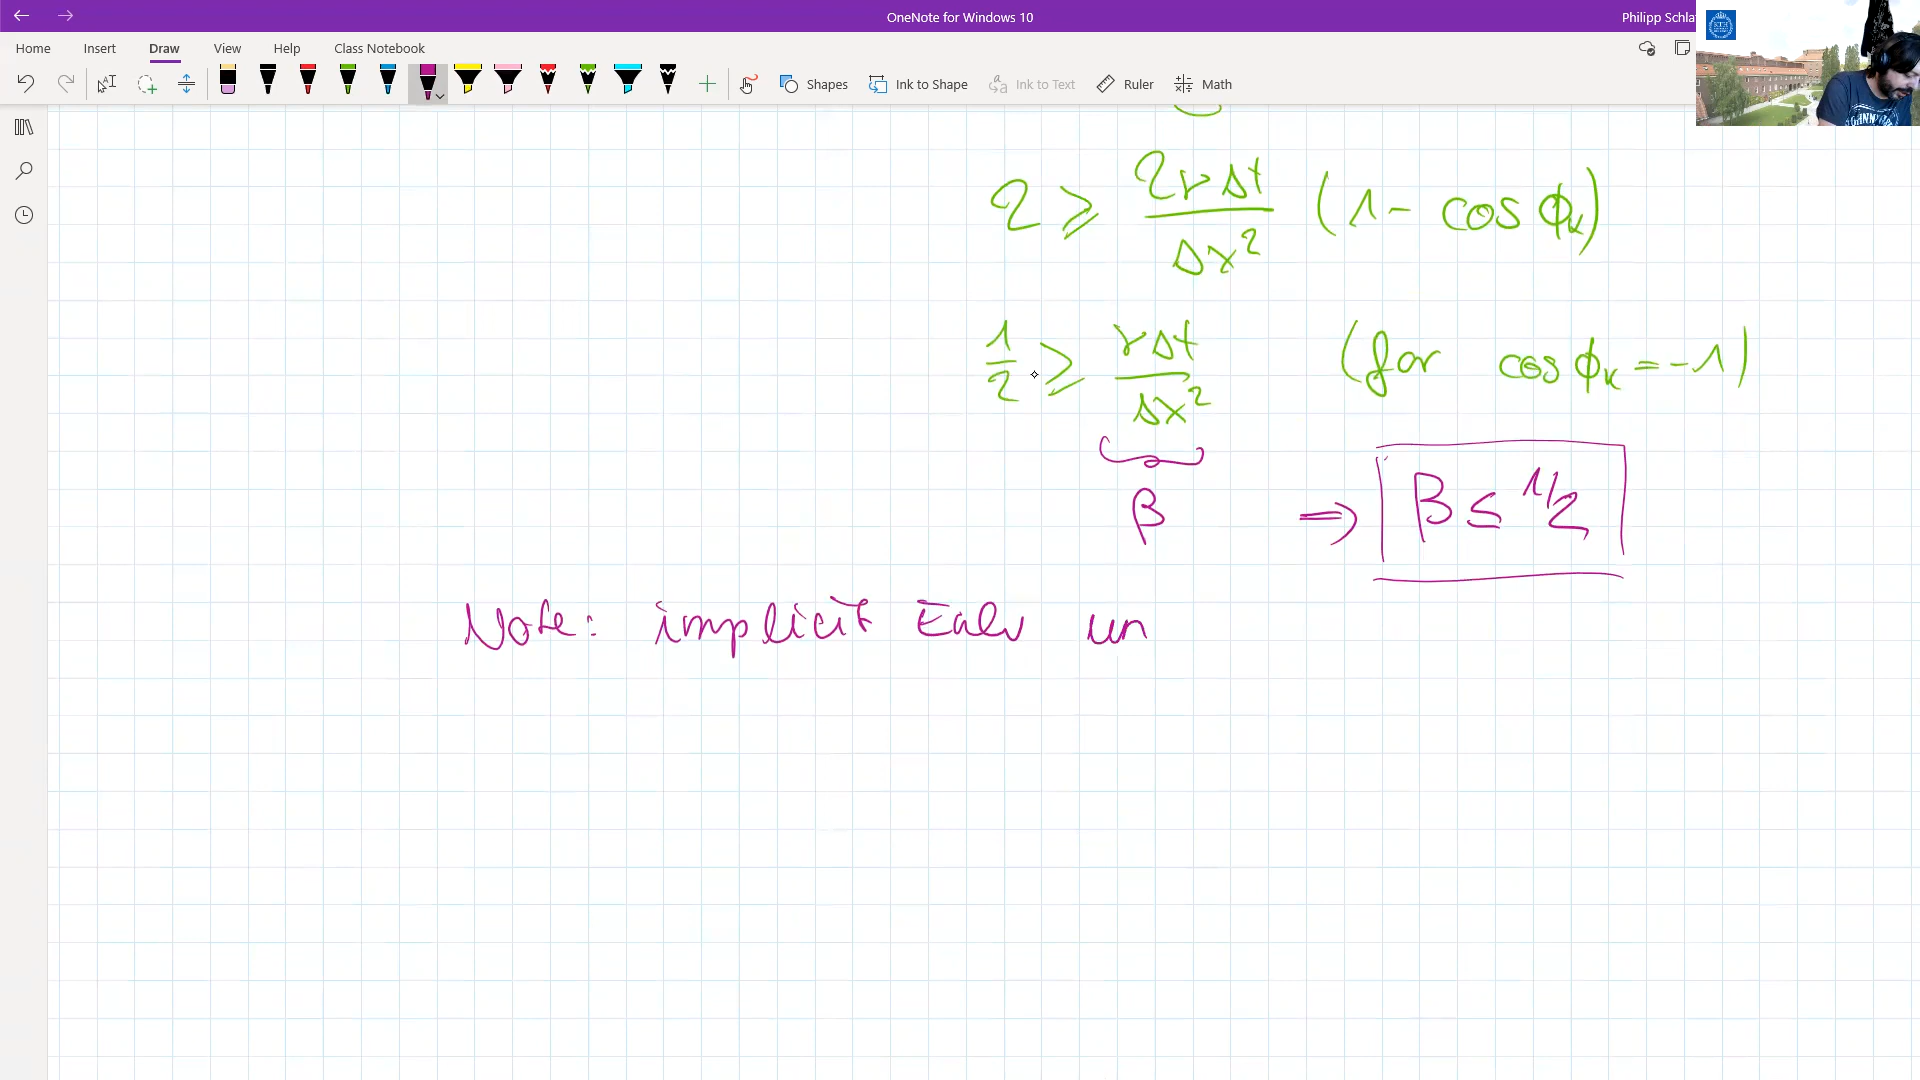 OneNote for Windows 10
Philipp Schla
Home Insert Draw View Help Class Notebook
Shapes Ink to Shape Ink to Text Ruler Math
2 ≥ 2νΔt / Δx² (1 - cos ϕₖ)
1/2 ≥ νΔt / Δx² (for cos ϕₖ = -1)
β ⇒ β ≤ 1/2
Note: implicit Euler un